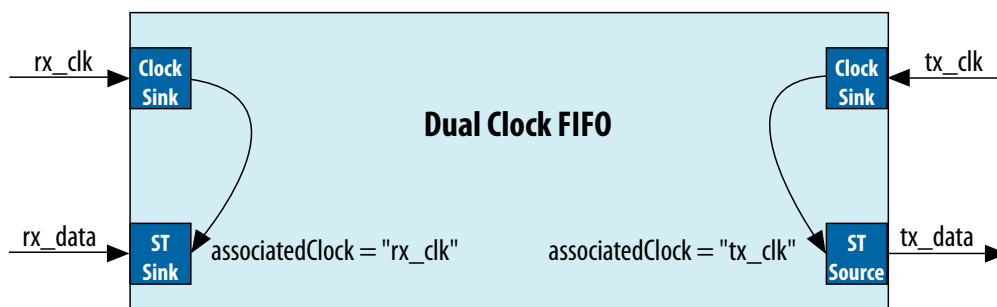 rx_clk
Clock
Sink
Dual Clock FIFO
Clock
Sink
tx_clk
rx_data
ST
Sink
associatedClock = "rx_clk"
associatedClock = "tx_clk"
ST
Source
tx_data